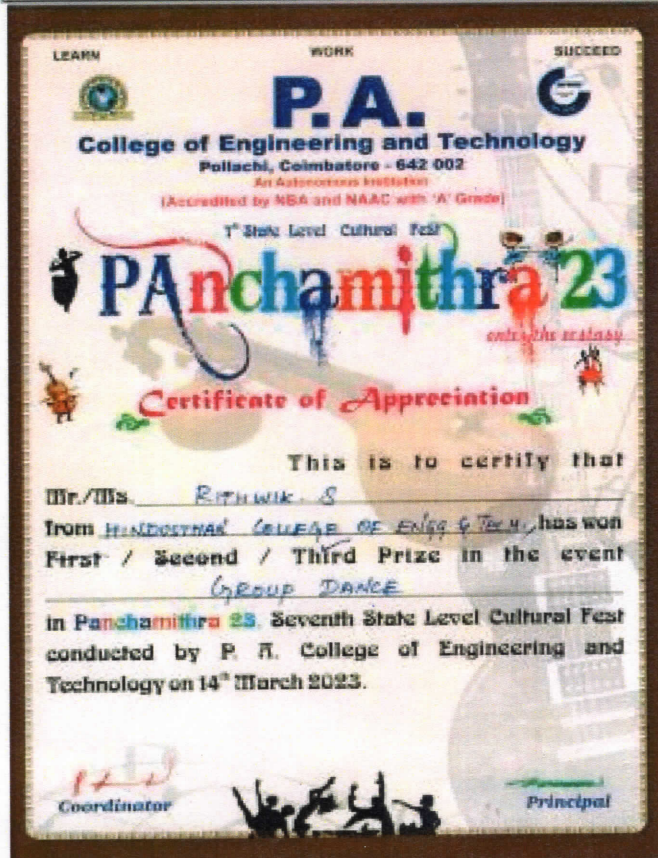 LEARN WORK SUCCEED
P.A.
College of Engineering and Technology
Pollachi, Coimbatore - 642 002
An Autonomous Institution
(Accredited by NBA and NAAC with 'A' Grade)
7th State Level Cultural Fest
PAnchamithra 23
enter the ecstasy
Certificate of Appreciation
This is to certify that
Mr./Ms. RITHWIK. S
from HINDUSTHAN COLLEGE OF ENGG & TECH, has won
First / Second / Third Prize in the event
GROUP DANCE
in Panchamithra 23, Seventh State Level Cultural Fest
conducted by P. A. College of Engineering and
Technology on 14th March 2023.
Coordinator Principal